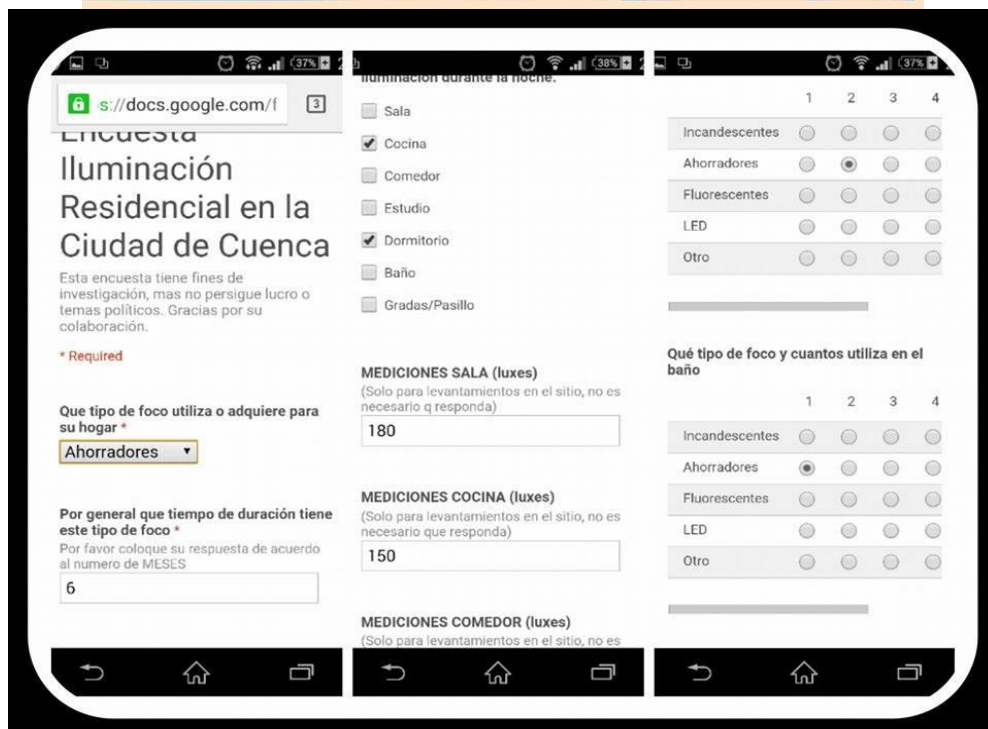 37%
s://docs.google.com/f
3
Encuesta
Iluminación
Residencial en la
Ciudad de Cuenca
Esta encuesta tiene fines de
investigación, mas no persigue lucro o
temas políticos. Gracias por su
colaboración.
* Required
Que tipo de foco utiliza o adquiere para
su hogar *
Ahorradores
Por general que tiempo de duración tiene
este tipo de foco *
Por favor coloque su respuesta de acuerdo
al numero de MESES
6
38%
iluminación durante la noche.
Sala
Cocina
Comedor
Estudio
Dormitorio
Baño
Gradas/Pasillo
MEDICIONES SALA (luxes)
(Solo para levantamientos en el sitio, no es
necesario q responda)
180
MEDICIONES COCINA (luxes)
(Solo para levantamientos en el sitio, no es
necesario que responda)
150
MEDICIONES COMEDOR (luxes)
(Solo para levantamientos en el sitio, no es
37%
1 2 3 4
Incandescentes
Ahorradores
Fluorescentes
LED
Otro
Qué tipo de foco y cuantos utiliza en el
baño
1 2 3 4
Incandescentes
Ahorradores
Fluorescentes
LED
Otro